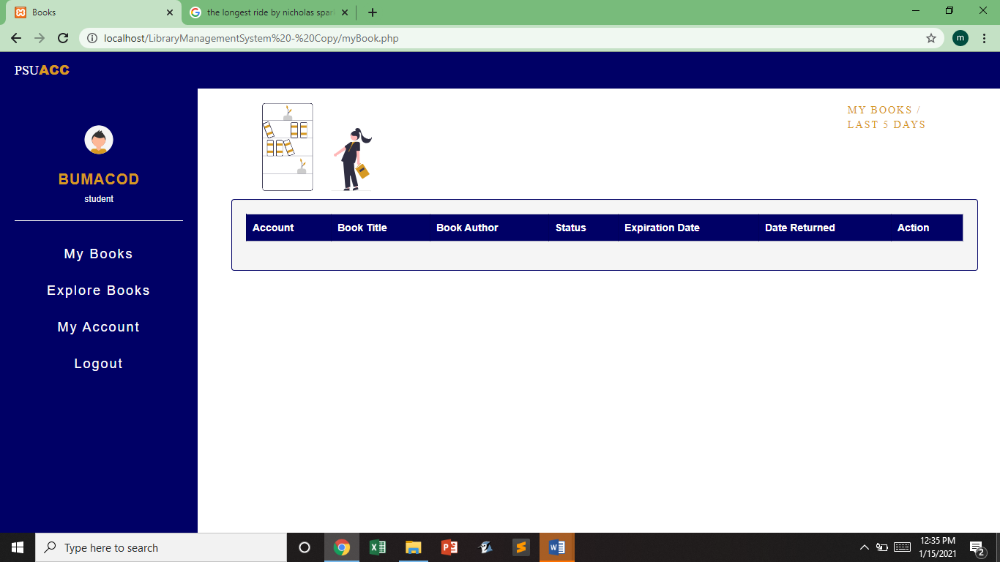 Books
the longest ride by nicholas spar
localhost/LibraryManagementSystem%20-%20Copy/myBook.php
m
PSUACC
BUMACOD
student
My Books
Explore Books
My Account
Logout
MY BOOKS /
LAST 5 DAYS
Account Book Title Book Author Status Expiration Date Date Returned Action
Type here to search
12:35 PM
1/15/2021
2